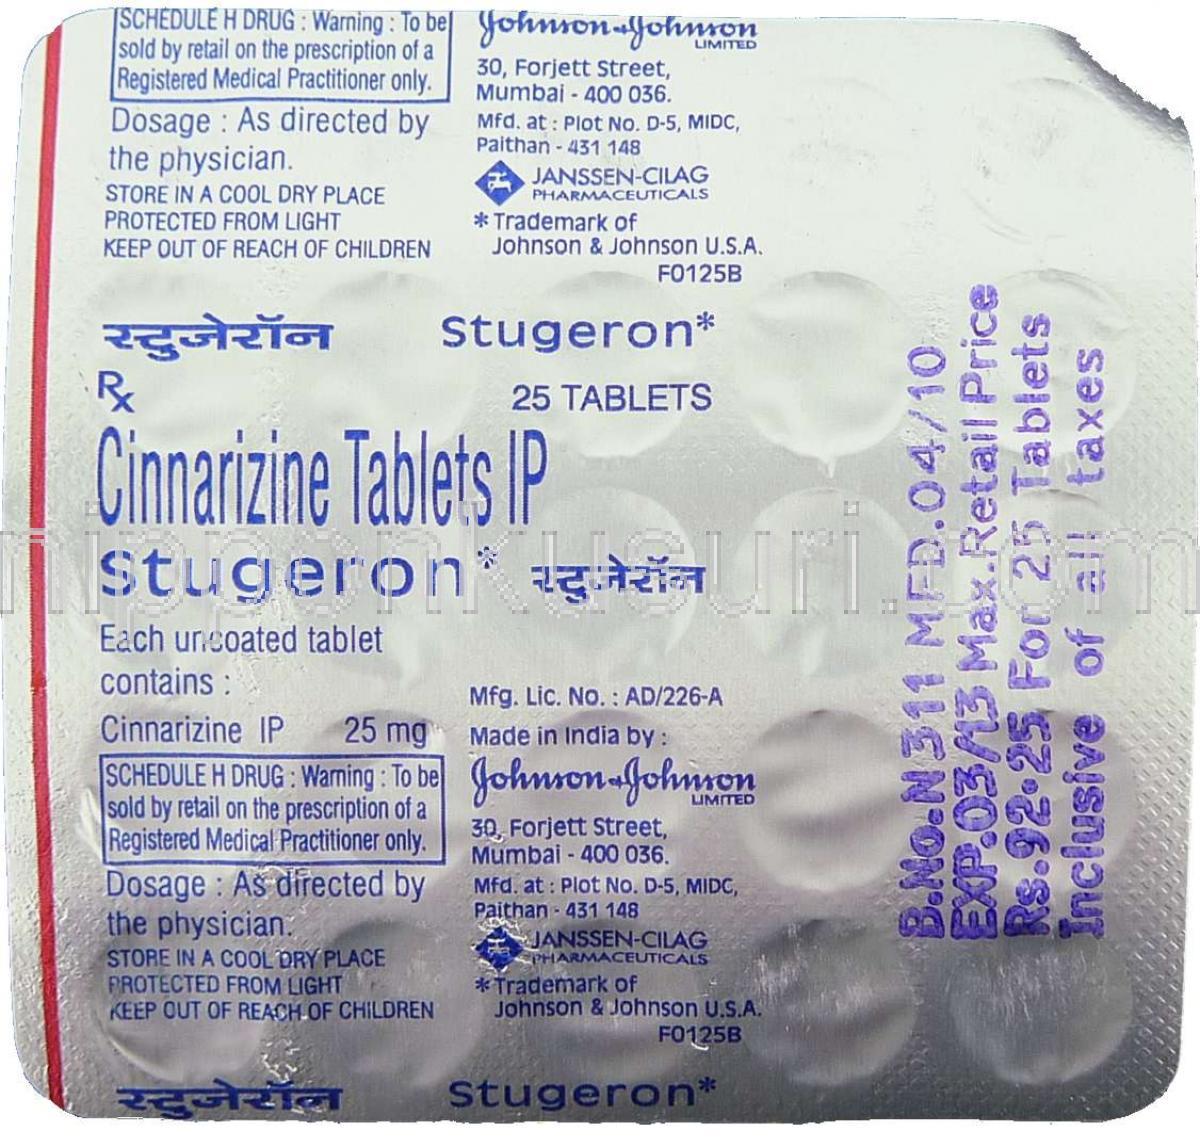 SCHEDULE H DRUG : Warning : To be
sold by retail on the prescription of a
Registered Medical Practitioner only.
Dosage : As directed by
the physician.
STORE IN A COOL DRY PLACE
PROTECTED FROM LIGHT
KEEP OUT OF REACH OF CHILDREN
Johnson & Johnson
LIMITED
30, Forjett Street,
Mumbai - 400 036.
Mfd. at : Plot No. D-5, MIDC,
Paithan - 431 148
JANSSEN-CILAG
PHARMACEUTICALS
* Trademark of
Johnson & Johnson U.S.A.
F0125B
स्टुजेरॉन Stugeron*
Rx 25 TABLETS
Cinnarizine Tablets IP
Stugeron* स्टुजेरॉन
Each uncoated tablet
contains :
Cinnarizine IP 25 mg
SCHEDULE H DRUG : Warning : To be
sold by retail on the prescription of a
Registered Medical Practitioner only.
Dosage : As directed by
the physician.
STORE IN A COOL DRY PLACE
PROTECTED FROM LIGHT
KEEP OUT OF REACH OF CHILDREN
Mfg. Lic. No. : AD/226-A
Made in India by :
Johnson & Johnson
LIMITED
30, Forjett Street,
Mumbai - 400 036.
Mfd. at : Plot No. D-5, MIDC,
Paithan - 431 148
JANSSEN-CILAG
PHARMACEUTICALS
* Trademark of
Johnson & Johnson U.S.A.
F0125B
स्टुजेरॉन Stugeron*
B.No.N311 MFD.04/10
EXP.03/13 Max.Retail Price
Rs.92.25 For 25 Tablets
Inclusive of all taxes
nipponkusuri.com